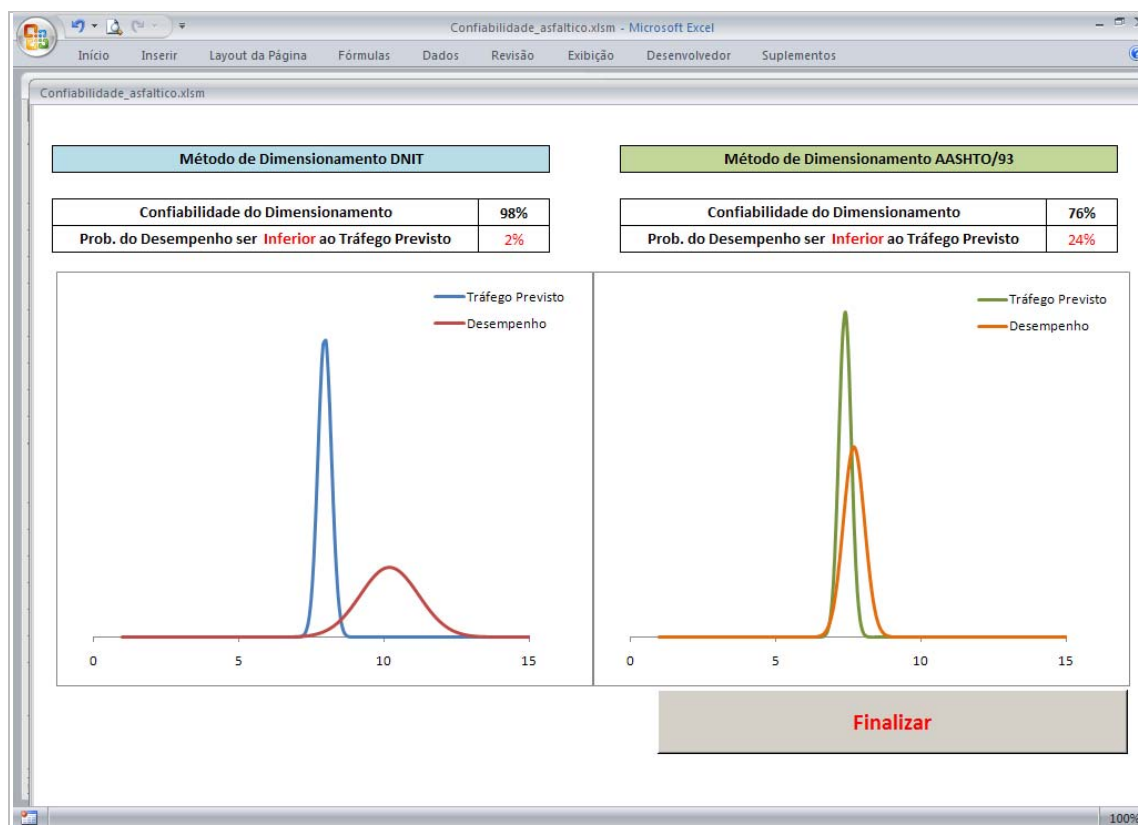 Confiabilidade_asfaltico.xlsm - Microsoft Excel
Início Inserir Layout da Página Fórmulas Dados Revisão Exibição Desenvolvedor Suplementos
Confiabilidade_asfaltico.xlsm
Método de Dimensionamento DNIT
Confiabilidade do Dimensionamento 98%
Prob. do Desempenho ser Inferior ao Tráfego Previsto 2%
Tráfego Previsto
Desempenho
0 5 10 15
Método de Dimensionamento AASHTO/93
Confiabilidade do Dimensionamento 76%
Prob. do Desempenho ser Inferior ao Tráfego Previsto 24%
Tráfego Previsto
Desempenho
0 5 10 15
Finalizar
100%